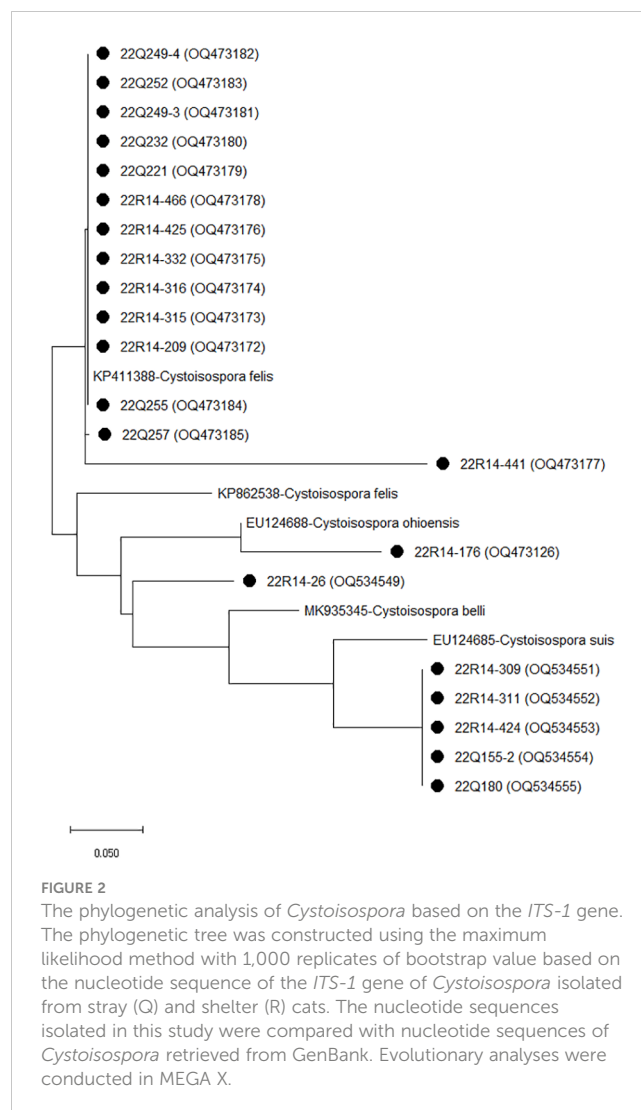 22Q249-4 (OQ473182)
22Q252 (OQ473183)
22Q249-3 (OQ473181)
22Q232 (OQ473180)
22Q221 (OQ473179)
22R14-466 (OQ473178)
22R14-425 (OQ473176)
22R14-332 (OQ473175)
22R14-316 (OQ473174)
22R14-315 (OQ473173)
22R14-209 (OQ473172)
KP411388-Cystoisospora felis
22Q255 (OQ473184)
22Q257 (OQ473185)
22R14-441 (OQ473177)
KP862538-Cystoisospora felis
EU124688-Cystoisospora ohioensis
22R14-176 (OQ473126)
22R14-26 (OQ534549)
MK935345-Cystoisospora belli
EU124685-Cystoisospora suis
22R14-309 (OQ534551)
22R14-311 (OQ534552)
22R14-424 (OQ534553)
22Q155-2 (OQ534554)
22Q180 (OQ534555)
0.050
FIGURE 2
The phylogenetic analysis of Cystoisospora based on the ITS-1 gene.
The phylogenetic tree was constructed using the maximum
likelihood method with 1,000 replicates of bootstrap value based on
the nucleotide sequence of the ITS-1 gene of Cystoisospora isolated
from stray (Q) and shelter (R) cats. The nucleotide sequences
isolated in this study were compared with nucleotide sequences of
Cystoisospora retrieved from GenBank. Evolutionary analyses were
conducted in MEGA X.